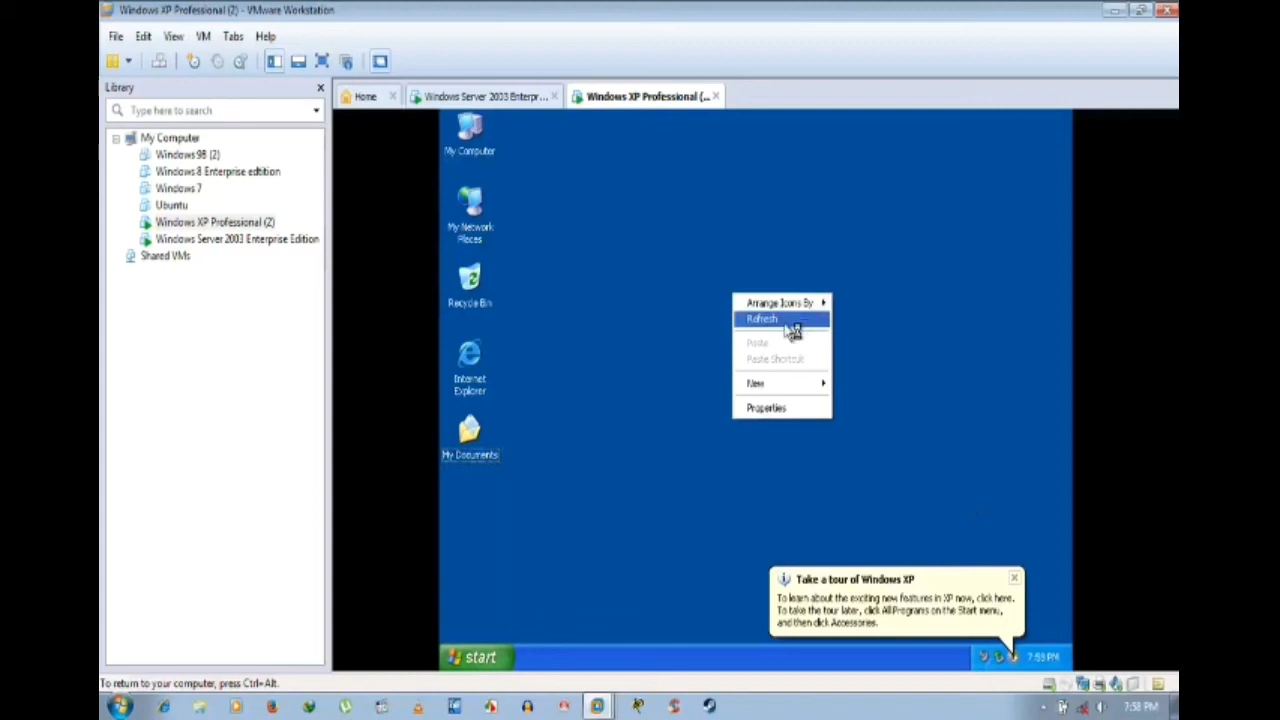 Windows XP Professional (2) - VMware Workstation
File Edit View VM Tabs Help
Library
Type here to search
My Computer
Windows 98 (2)
Windows 8 Enterprise edtition
Windows 7
Ubuntu
Windows XP Professional (2)
Windows Server 2003 Enterprise Edition
Shared VMs
Home
Windows Server 2003 Enterpr...
Windows XP Professional (...
My Computer
My Network
Places
Recycle Bin
Internet
Explorer
My Documents
Arrange Icons By
Refresh
Paste
Paste Shortcut
New
Properties
Take a tour of Windows XP
To learn about the exciting new features in XP now, click here.
To take the tour later, click All Programs on the Start menu,
and then click Accessories.
start
7:58 PM
To return to your computer, press Ctrl+Alt.
7:58 PM